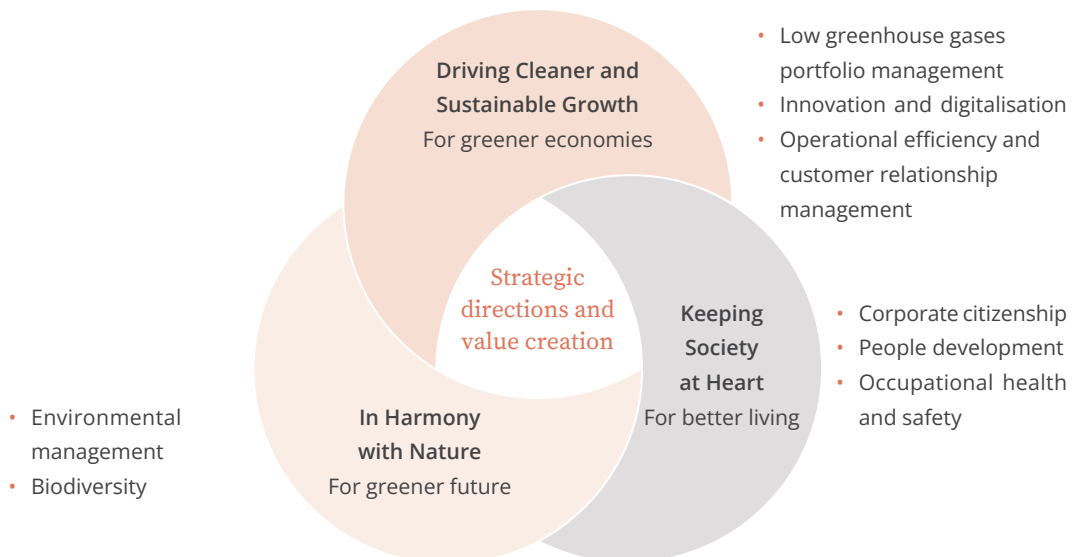 Driving Cleaner and
Sustainable Growth
For greener economies
• Low greenhouse gases
portfolio management
• Innovation and digitalisation
• Operational efficiency and
customer relationship
management
Strategic
directions and
value creation
Keeping
Society
at Heart
For better living
• Corporate citizenship
• People development
• Occupational health
and safety
In Harmony
with Nature
For greener future
• Environmental
management
• Biodiversity